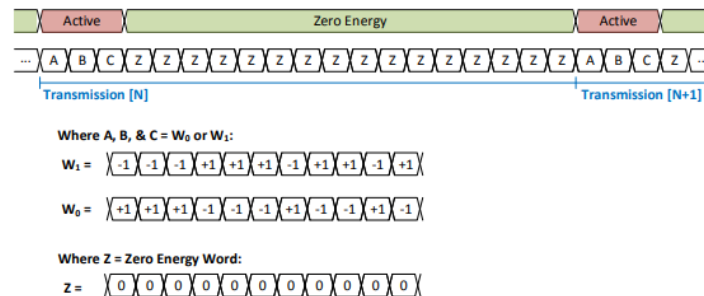 Active Zero Energy Active
... A B C Z Z Z Z Z Z Z Z Z Z Z Z Z Z Z Z A B C Z ...
Transmission [N] Transmission [N+1]
Where A, B, & C = W₀ or W₁:
W₁ = -1 -1 -1 +1 +1 +1 -1 +1 +1 -1 +1
W₀ = +1 +1 +1 -1 -1 -1 +1 -1 -1 +1 -1
Where Z = Zero Energy Word:
Z = 0 0 0 0 0 0 0 0 0 0 0